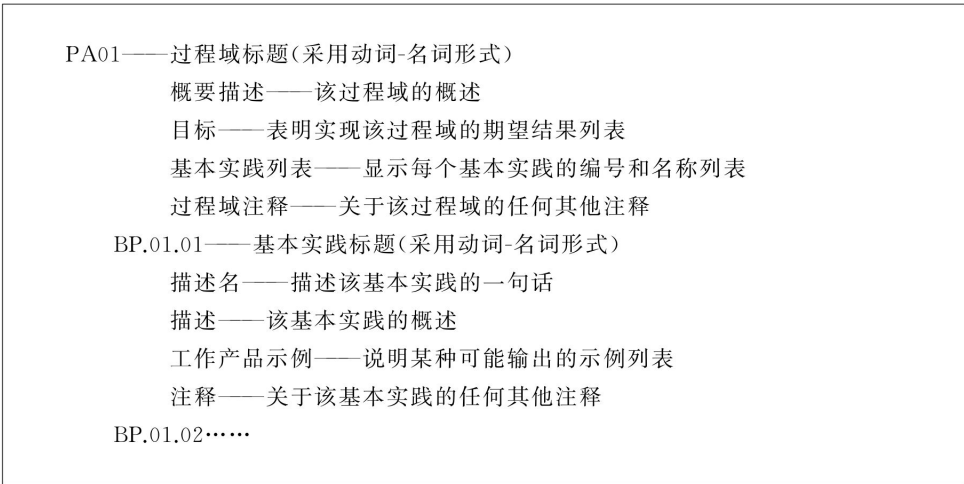 PA01——过程域标题(采用动词-名词形式)
概要描述——该过程域的概述
目标——表明实现该过程域的期望结果列表
基本实践列表——显示每个基本实践的编号和名称列表
过程域注释——关于该过程域的任何其他注释
BP.01.01——基本实践标题(采用动词-名词形式)
描述名——描述该基本实践的一句话
描述——该基本实践的概述
工作产品示例——说明某种可能输出的示例列表
注释——关于该基本实践的任何其他注释
BP.01.02……